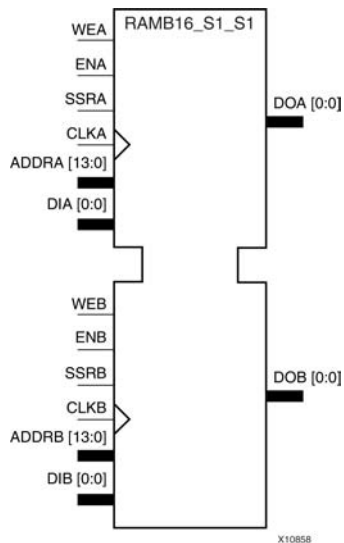 RAMB16_S1_S1
WEA
ENA
SSRA
CLKA
ADDRA [13:0]
DIA [0:0]
DOA [0:0]
WEB
ENB
SSRB
CLKB
ADDRB [13:0]
DIB [0:0]
DOB [0:0]
X10858